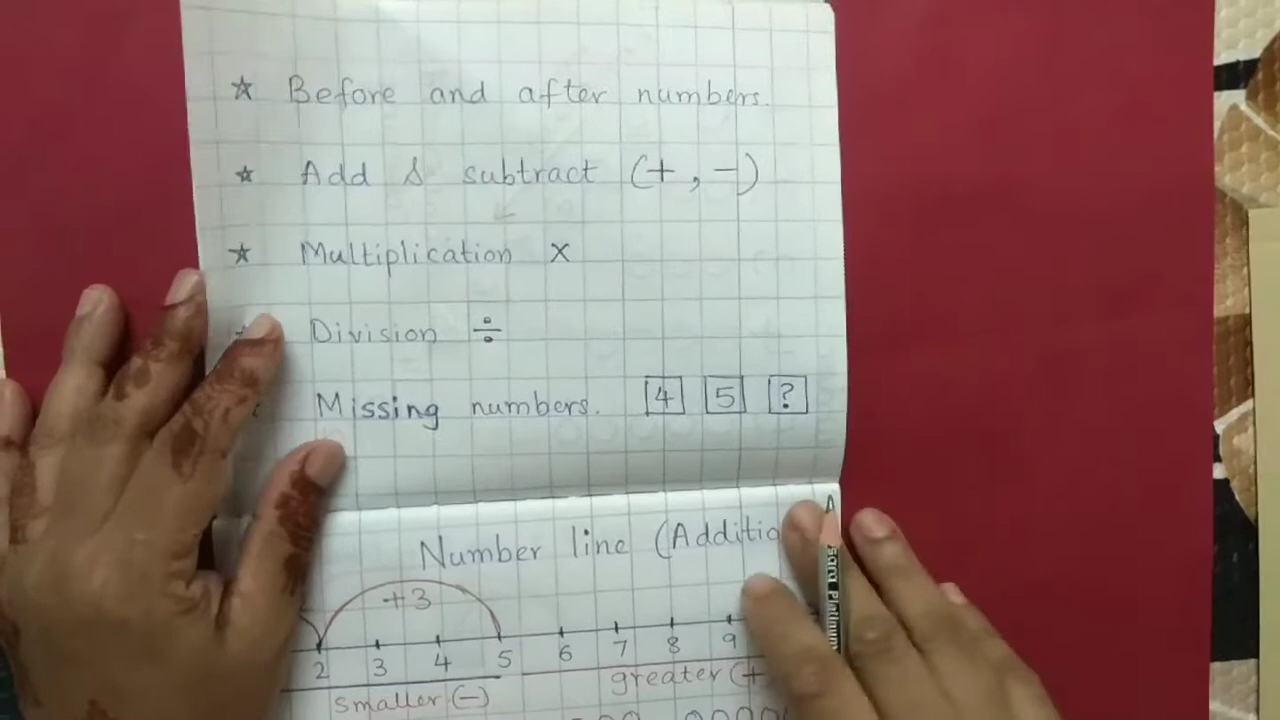 ☆ Before and after numbers.
☆ Add & subtract (+, -)
☆ Multiplication ×
Division ÷
Missing numbers. 4 5 ?
Number line (Additio
+3
2 3 4 5 6 7 8 9
smaller (-) greater (+
Platinum